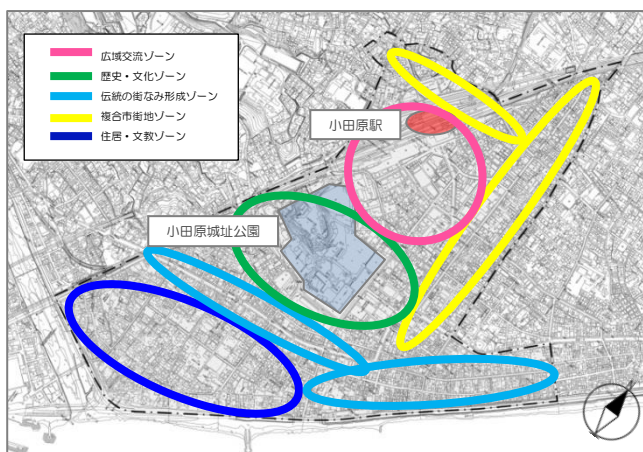 広域交流ゾーン
歴史・文化ゾーン
伝統の街なみ形成ゾーン
複合市街地ゾーン
住居・文教ゾーン
小田原駅
小田原城址公園